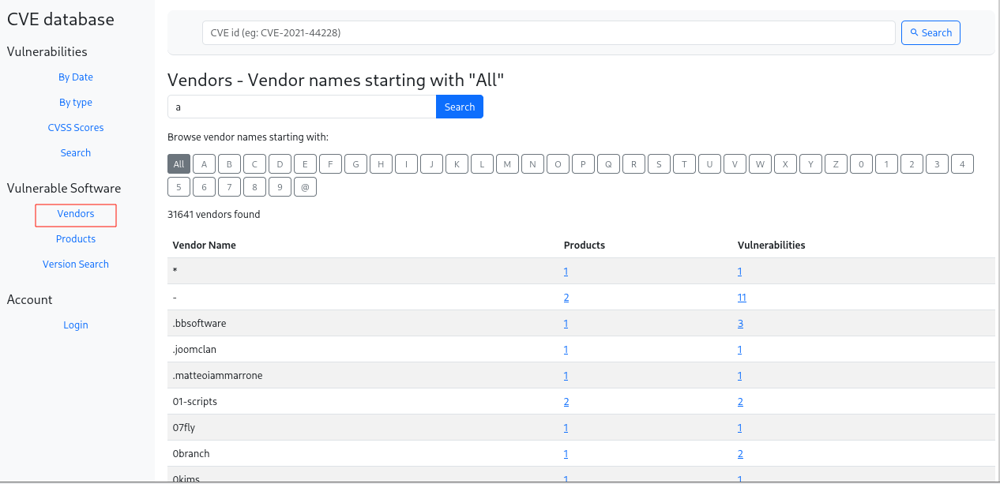 CVE database
Vulnerabilities
By Date
By type
CVSS Scores
Search
Vulnerable Software
Vendors
Products
Version Search
Account
Login
CVE id (eg: CVE-2021-44228)
Search
Vendors - Vendor names starting with "All"
a
Search
Browse vendor names starting with:
All A B C D E F G H I J K L M N O P Q R S T U V W X Y Z 0 1 2 3 4
5 6 7 8 9 @
31641 vendors found
Vendor Name Products Vulnerabilities
* 1 1
- 2 11
.bbsoftware 1 3
.joomclan 1 1
.matteoiammarrone 1 1
01-scripts 2 2
07fly 1 1
0branch 1 2
0kims 1 1